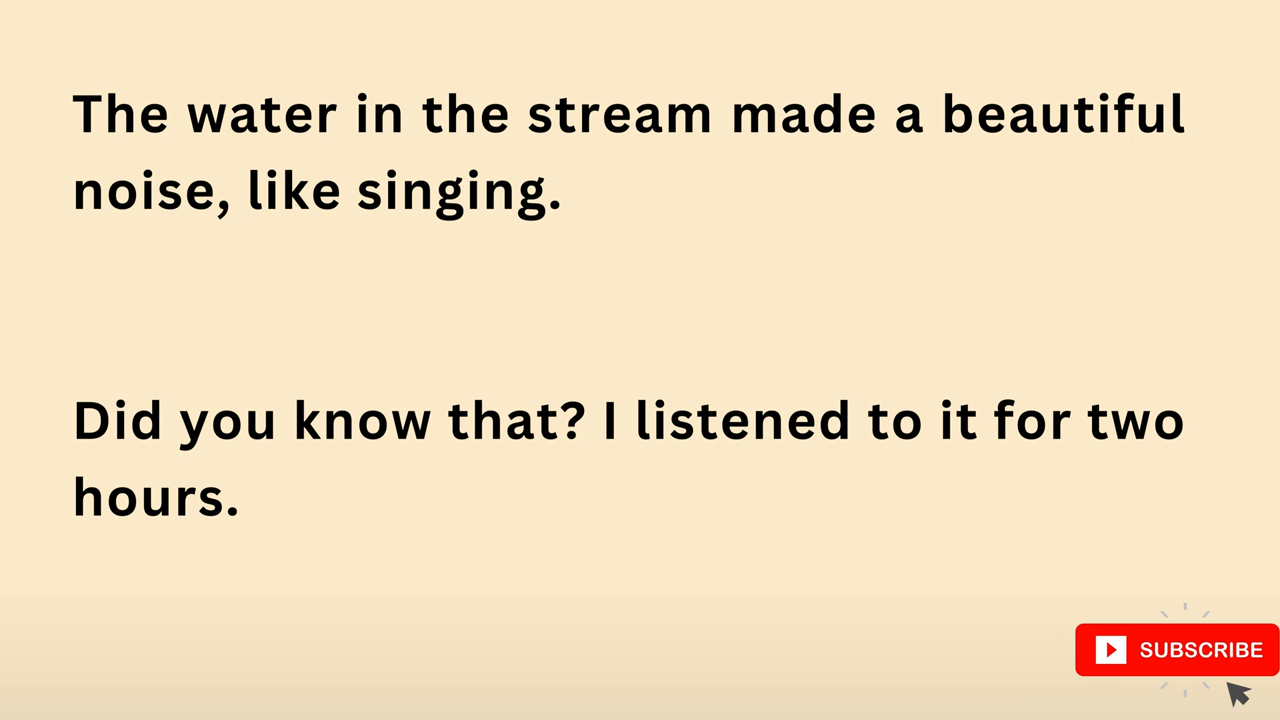 The water in the stream made a beautiful
noise, like singing.
Did you know that? I listened to it for two
hours.
SUBSCRIBE